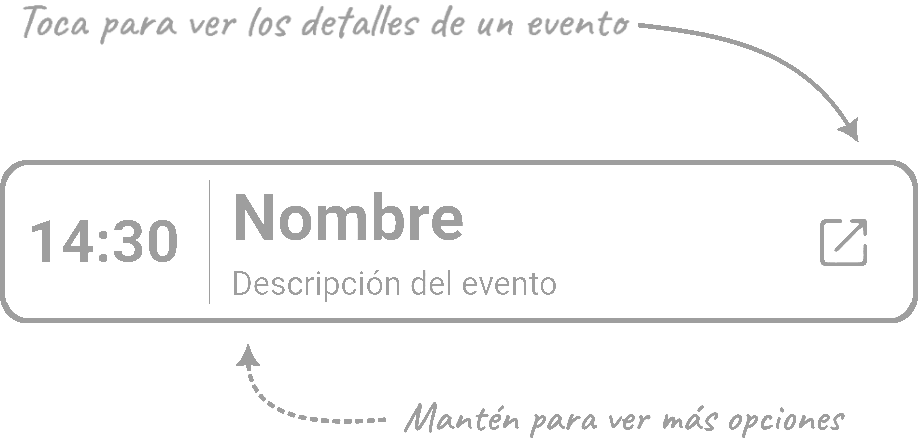 Toca para ver los detalles de un evento
14:30
Nombre
Descripción del evento
Mantén para ver más opciones